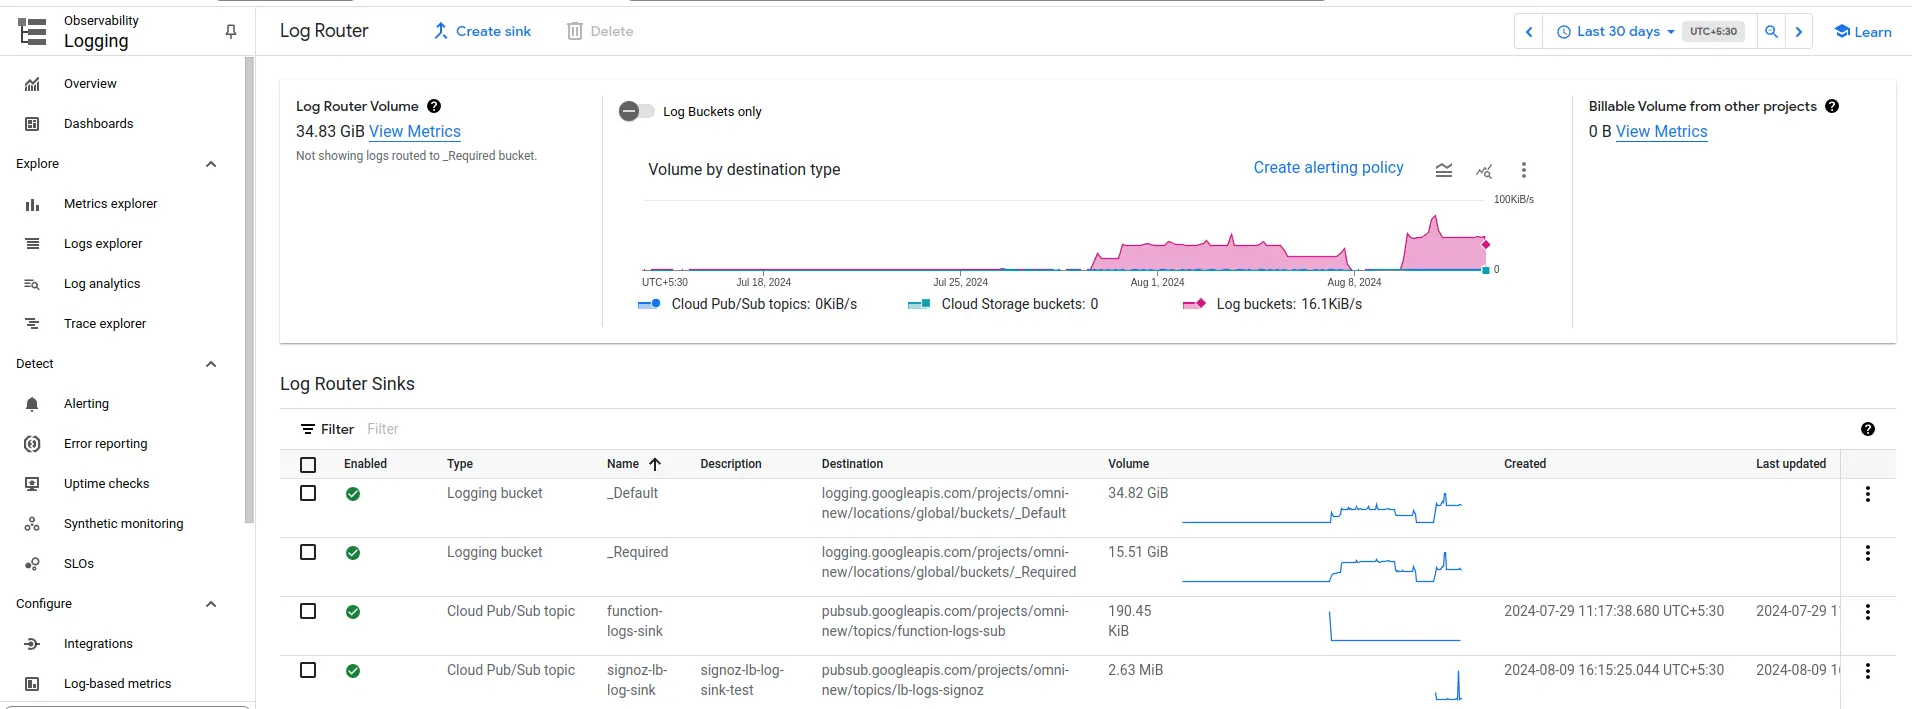 Observability
Logging
Log Router
Create sink
Delete
Last 30 days
UTC+5:30
Learn
Overview
Dashboards
Explore
Metrics explorer
Logs explorer
Log analytics
Trace explorer
Detect
Alerting
Error reporting
Uptime checks
Synthetic monitoring
SLOs
Configure
Integrations
Log-based metrics
Log Router Volume
34.83 GiB View Metrics
Not showing logs routed to _Required bucket.
Log Buckets only
Volume by destination type
Create alerting policy
100KiB/s
0
UTC+5:30 Jul 18, 2024 Jul 25, 2024 Aug 1, 2024 Aug 8, 2024
Cloud Pub/Sub topics: 0KiB/s Cloud Storage buckets: 0 Log buckets: 16.1KiB/s
Billable Volume from other projects
0 B View Metrics
Log Router Sinks
Filter Filter
Enabled Type Name Description Destination Volume Created Last updated
Logging bucket _Default logging.googleapis.com/projects/omni- 34.82 GiB
new/locations/global/buckets/_Default
Logging bucket _Required logging.googleapis.com/projects/omni- 15.51 GiB
new/locations/global/buckets/_Required
Cloud Pub/Sub topic function- pubsub.googleapis.com/projects/omni- 190.45 2024-07-29 11:17:38.680 UTC+5:30 2024-07-29 1
logs-sink new/topics/function-logs-sub KiB
Cloud Pub/Sub topic signoz-lb- signoz-lb-log- pubsub.googleapis.com/projects/omni- 2.63 MiB 2024-08-09 16:15:25.044 UTC+5:30 2024-08-09 1
log-sink sink-test new/topics/lb-logs-signoz